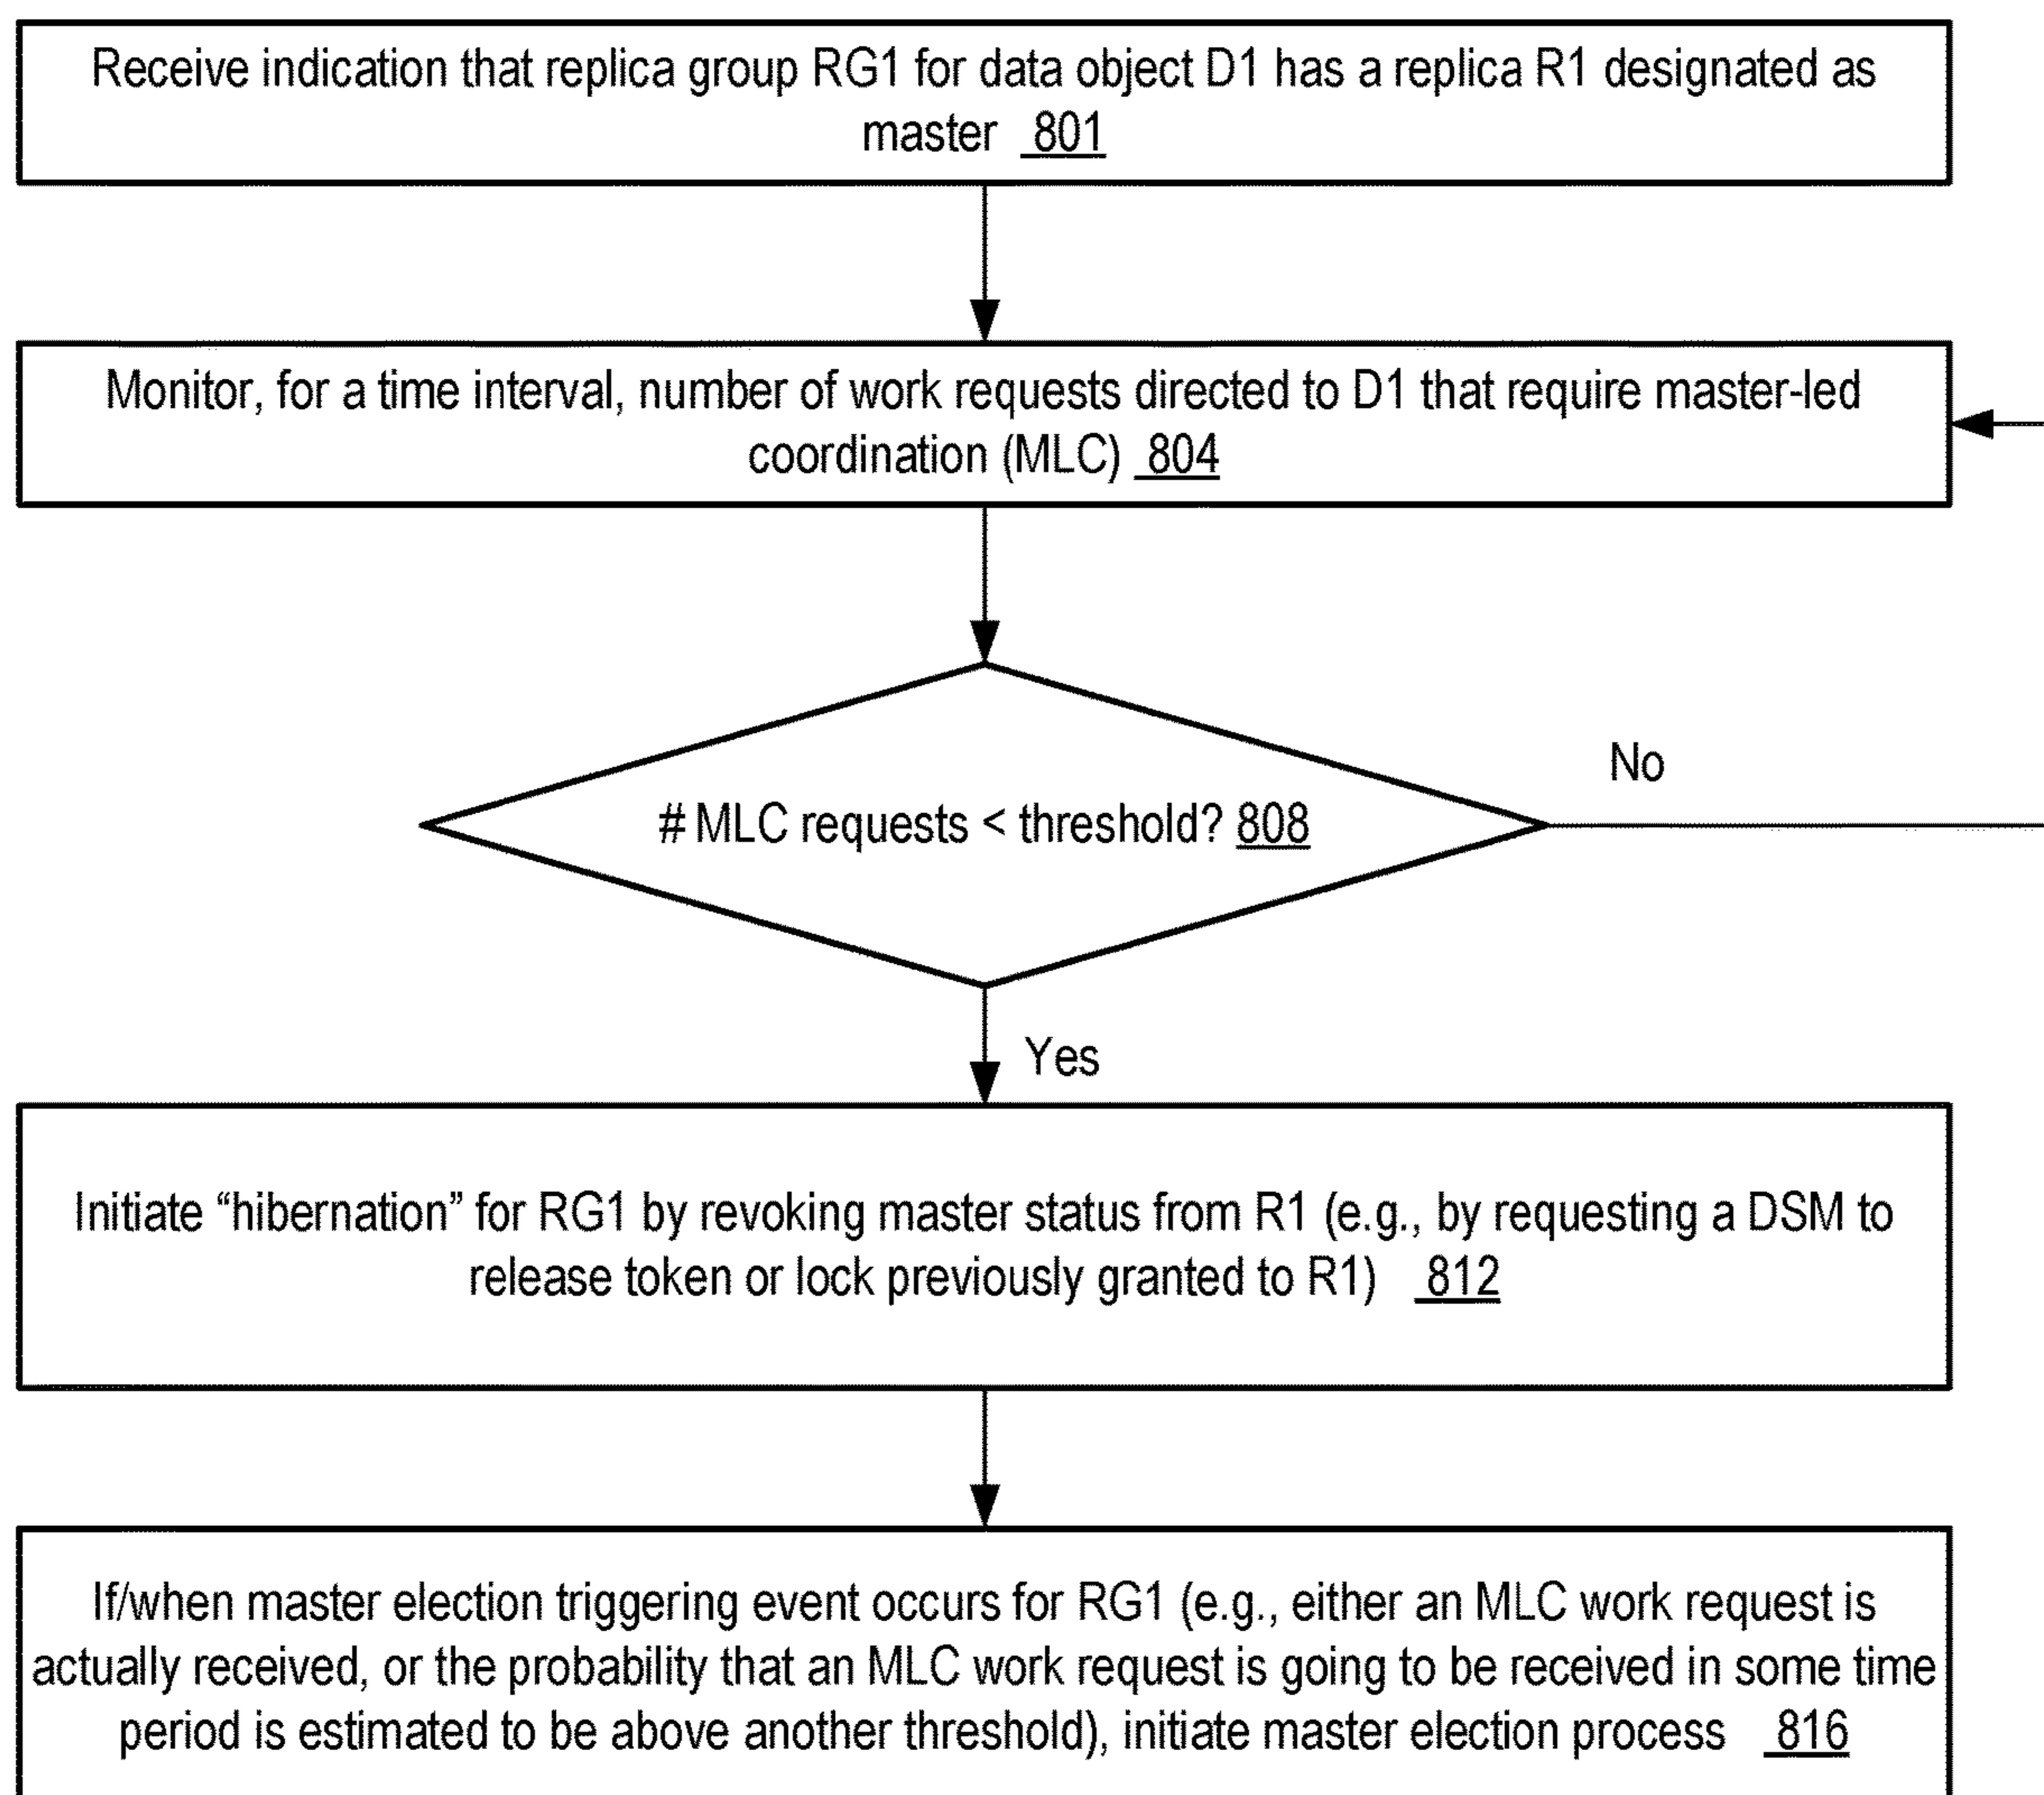 Receive indication that replica group RG1 for data object D1 has a replica R1 designated as
master 801
Monitor, for a time interval, number of work requests directed to D1 that require master-led
coordination (MLC) 804
# MLC requests < threshold? 808
No
Yes
Initiate “hibernation” for RG1 by revoking master status from R1 (e.g., by requesting a DSM to
release token or lock previously granted to R1) 812
If/when master election triggering event occurs for RG1 (e.g., either an MLC work request is
actually received, or the probability that an MLC work request is going to be received in some time
period is estimated to be above another threshold), initiate master election process 816